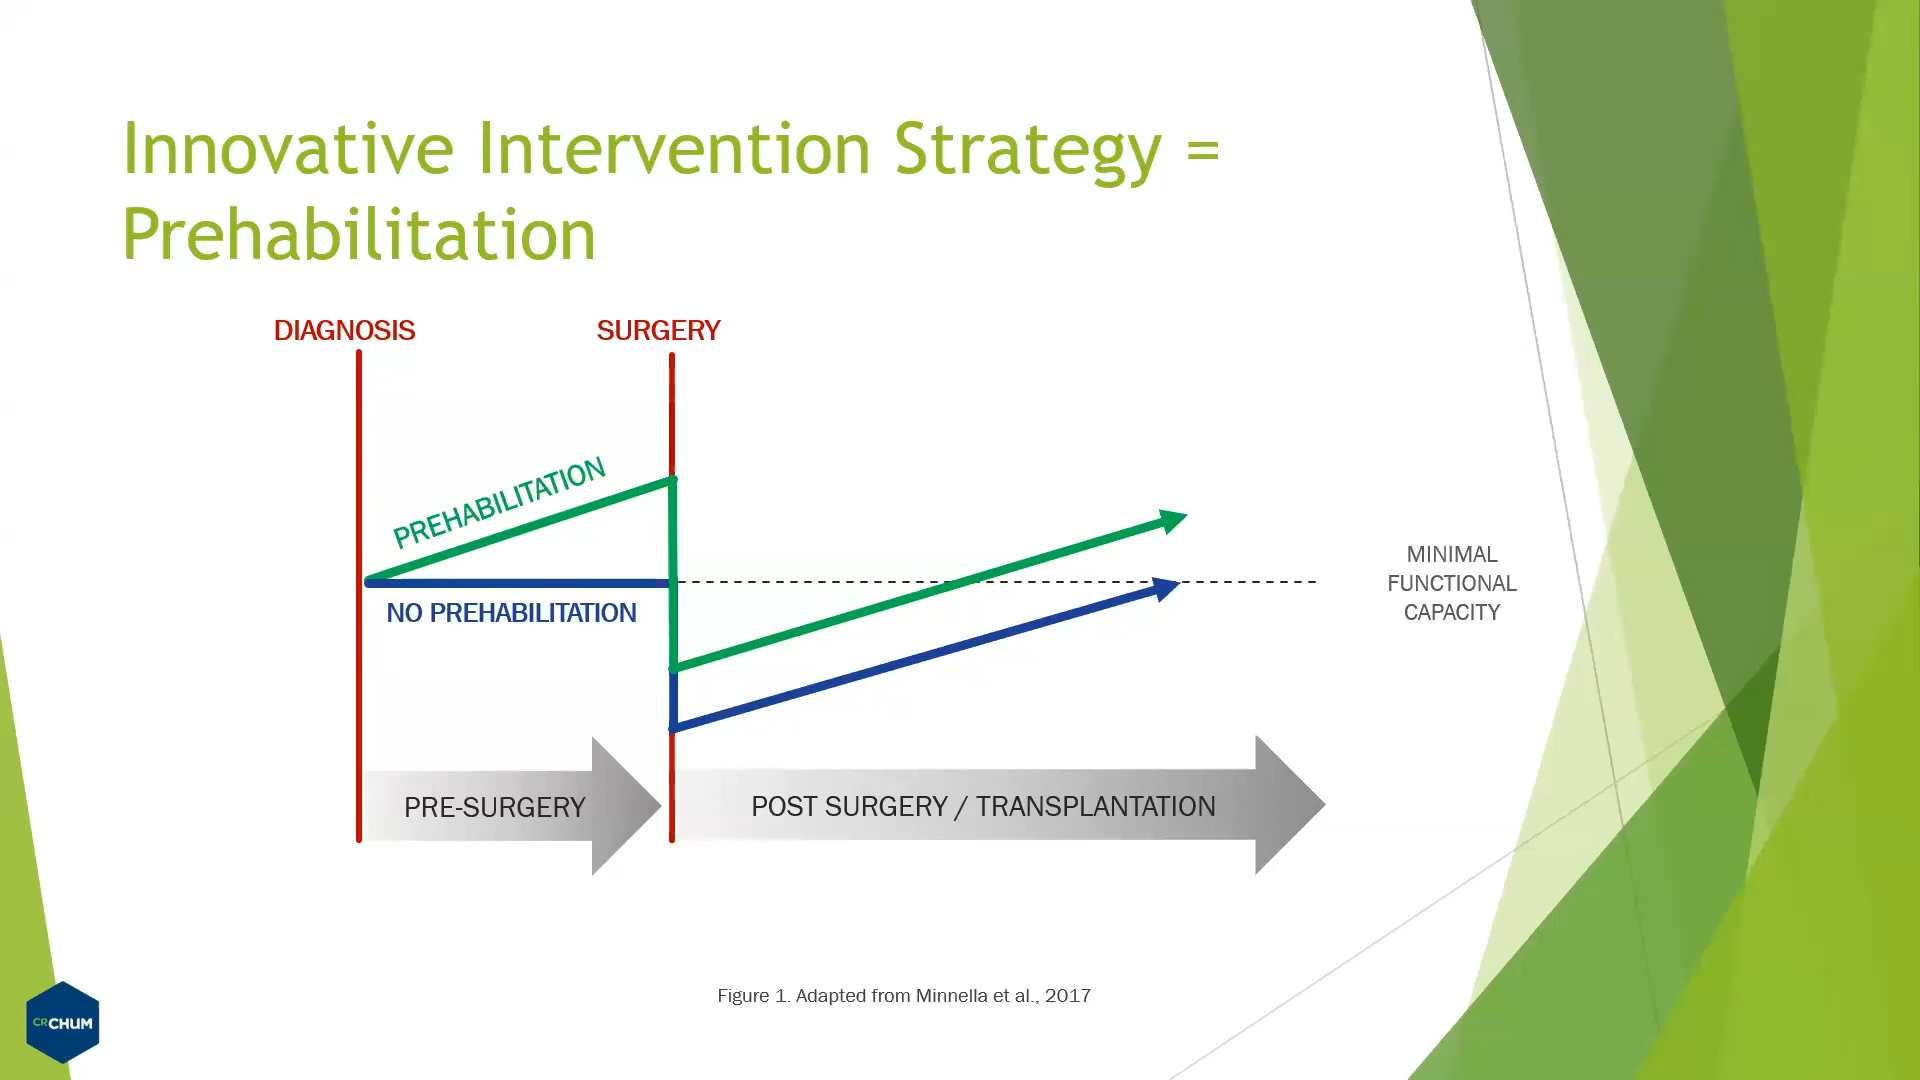 Innovative Intervention Strategy =
Prehabilitation
DIAGNOSIS
SURGERY
PREHABILITATION
NO PREHABILITATION
MINIMAL
FUNCTIONAL
CAPACITY
PRE-SURGERY
POST SURGERY / TRANSPLANTATION
Figure 1. Adapted from Minnella et al., 2017
CRCHUM